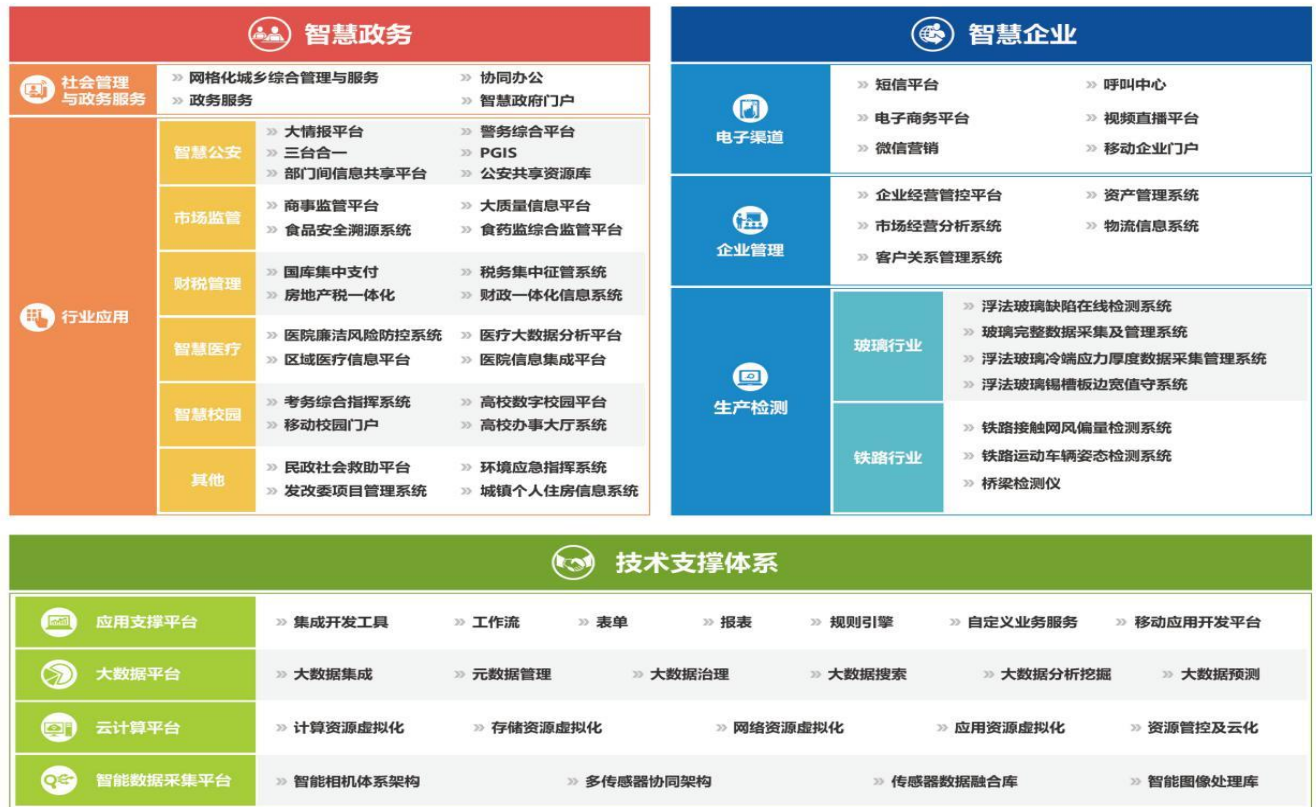 智慧政务
社会管理
与政务服务
» 网格化城乡综合管理与服务 » 协同办公
» 政务服务 » 智慧政府门户
行业应用
智慧公安
» 大情报平台 » 警务综合平台
» 三台合一 » PGIS
» 部门间信息共享平台 » 公安共享资源库
市场监管
» 商事监管平台 » 大质量信息平台
» 食品安全溯源系统 » 食药监综合监管平台
财税管理
» 国库集中支付 » 税务集中征管系统
» 房地产税一体化 » 财政一体化信息系统
智慧医疗
» 医院廉洁风险防控系统 » 医疗大数据分析平台
» 区域医疗信息平台 » 医院信息集成平台
智慧校园
» 考务综合指挥系统 » 高校数字校园平台
» 移动校园门户 » 高校办事大厅系统
其他
» 民政社会救助平台 » 环境应急指挥系统
» 发改委项目管理系统 » 城镇个人住房信息系统
智慧企业
电子渠道
» 短信平台 » 呼叫中心
» 电子商务平台 » 视频直播平台
» 微信营销 » 移动企业门户
企业管理
» 企业经营管控平台 » 资产管理系统
» 市场经营分析系统 » 物流信息系统
» 客户关系管理系统
生产检测
玻璃行业
» 浮法玻璃缺陷在线检测系统
» 玻璃完整数据采集及管理系统
» 浮法玻璃冷端应力厚度数据采集管理系统
» 浮法玻璃锡槽板边宽值守系统
铁路行业
» 铁路接触网风偏量检测系统
» 铁路运动车辆姿态检测系统
» 桥梁检测仪
技术支撑体系
应用支撑平台 » 集成开发工具 » 工作流 » 表单 » 报表 » 规则引擎 » 自定义业务服务 » 移动应用开发平台
大数据平台 » 大数据集成 » 元数据管理 » 大数据治理 » 大数据搜索 » 大数据分析挖掘 » 大数据预测
云计算平台 » 计算资源虚拟化 » 存储资源虚拟化 » 网络资源虚拟化 » 应用资源虚拟化 » 资源管控及云化
智能数据采集平台 » 智能相机体系架构 » 多传感器协同架构 » 传感器数据融合库 » 智能图像处理库